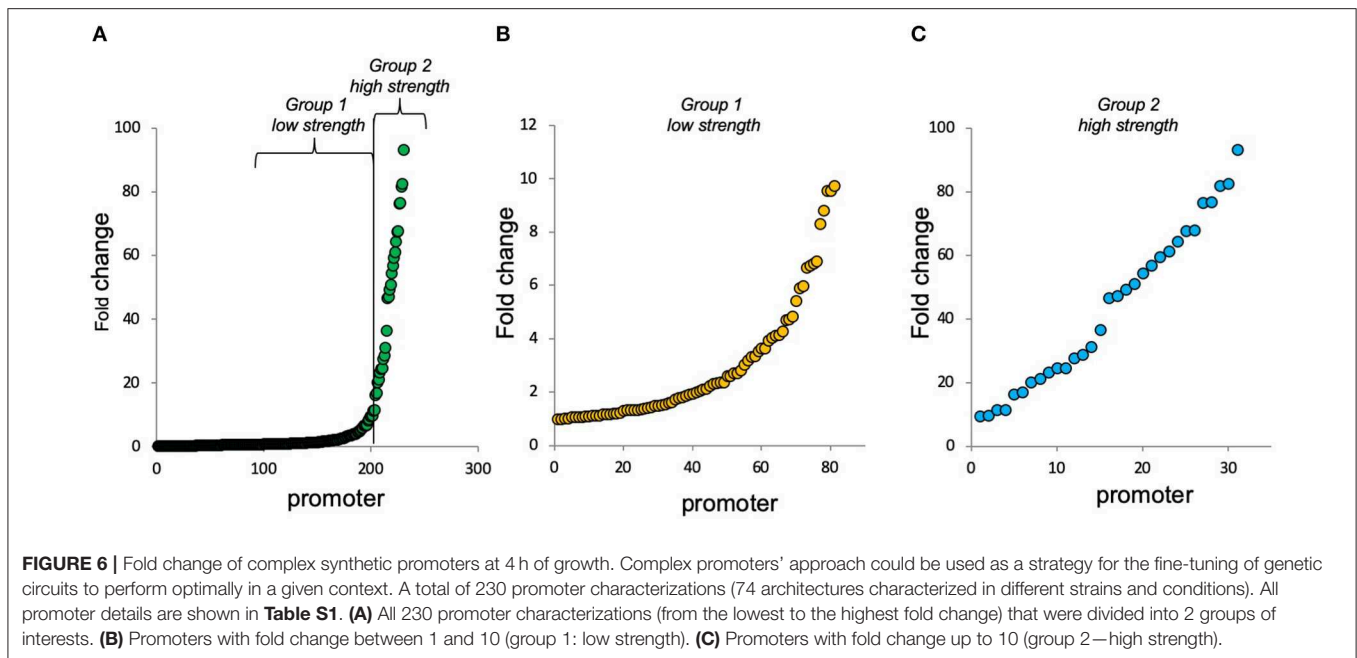 A
B
C
Group 2
high strength
Group 1
low strength
100
80
60
40
20
0
Fold change
0
100
200
300
promoter
Group 1
low strength
12
10
8
6
4
2
0
Fold change
0
20
40
60
80
promoter
Group 2
high strength
100
80
60
40
20
0
Fold change
0
10
20
30
promoter
FIGURE 6 | Fold change of complex synthetic promoters at 4 h of growth. Complex promoters' approach could be used as a strategy for the fine-tuning of genetic
circuits to perform optimally in a given context. A total of 230 promoter characterizations (74 architectures characterized in different strains and conditions). All
promoter details are shown in Table S1. (A) All 230 promoter characterizations (from the lowest to the highest fold change) that were divided into 2 groups of
interests. (B) Promoters with fold change between 1 and 10 (group 1: low strength). (C) Promoters with fold change up to 10 (group 2—high strength).